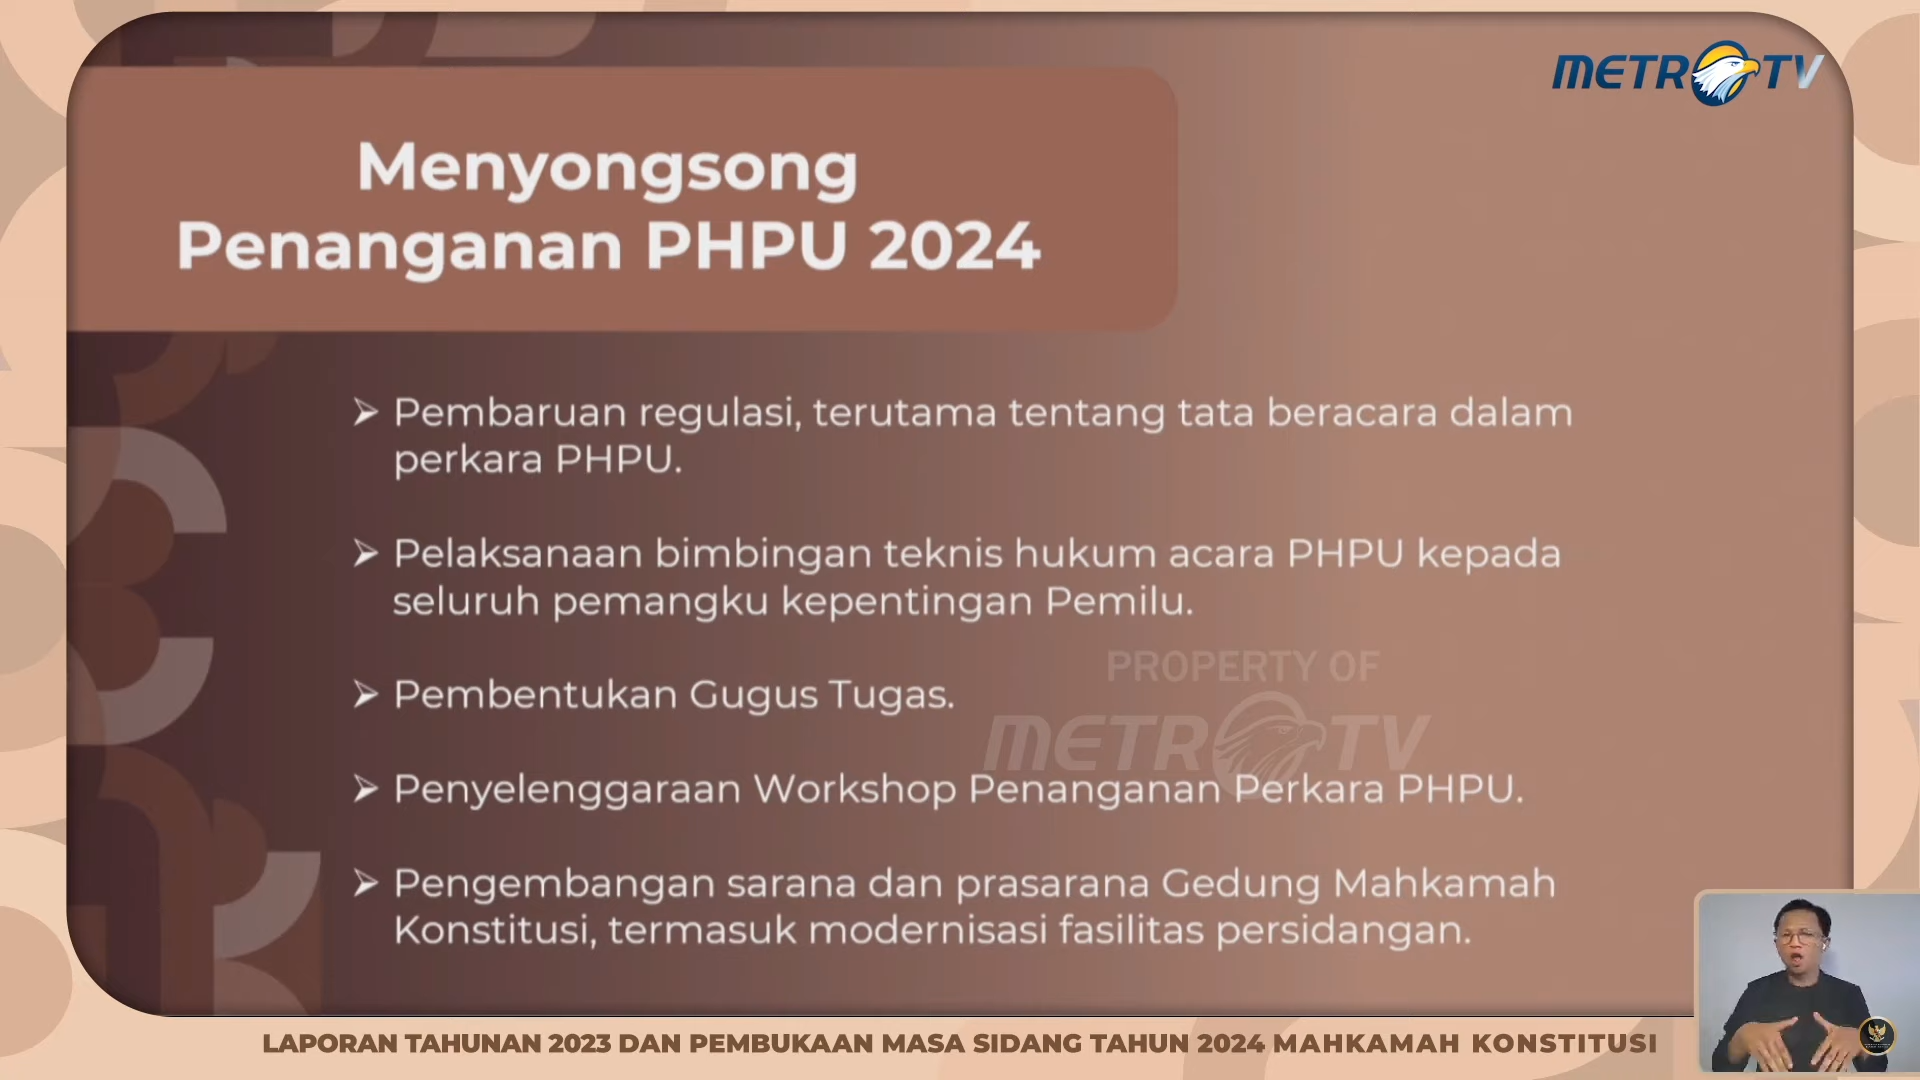 METRO TV
Menyongsong
Penanganan PHPU 2024
➢ Pembaruan regulasi, terutama tentang tata beracara dalam
perkara PHPU.
➢ Pelaksanaan bimbingan teknis hukum acara PHPU kepada
seluruh pemangku kepentingan Pemilu.
➢ Pembentukan Gugus Tugas.
PROPERTY OF
METRO TV
➢ Penyelenggaraan Workshop Penanganan Perkara PHPU.
➢ Pengembangan sarana dan prasarana Gedung Mahkamah
Konstitusi, termasuk modernisasi fasilitas persidangan.
LAPORAN TAHUNAN 2023 DAN PEMBUKAAN MASA SIDANG TAHUN 2024 MAHKAMAH KONSTITUSI